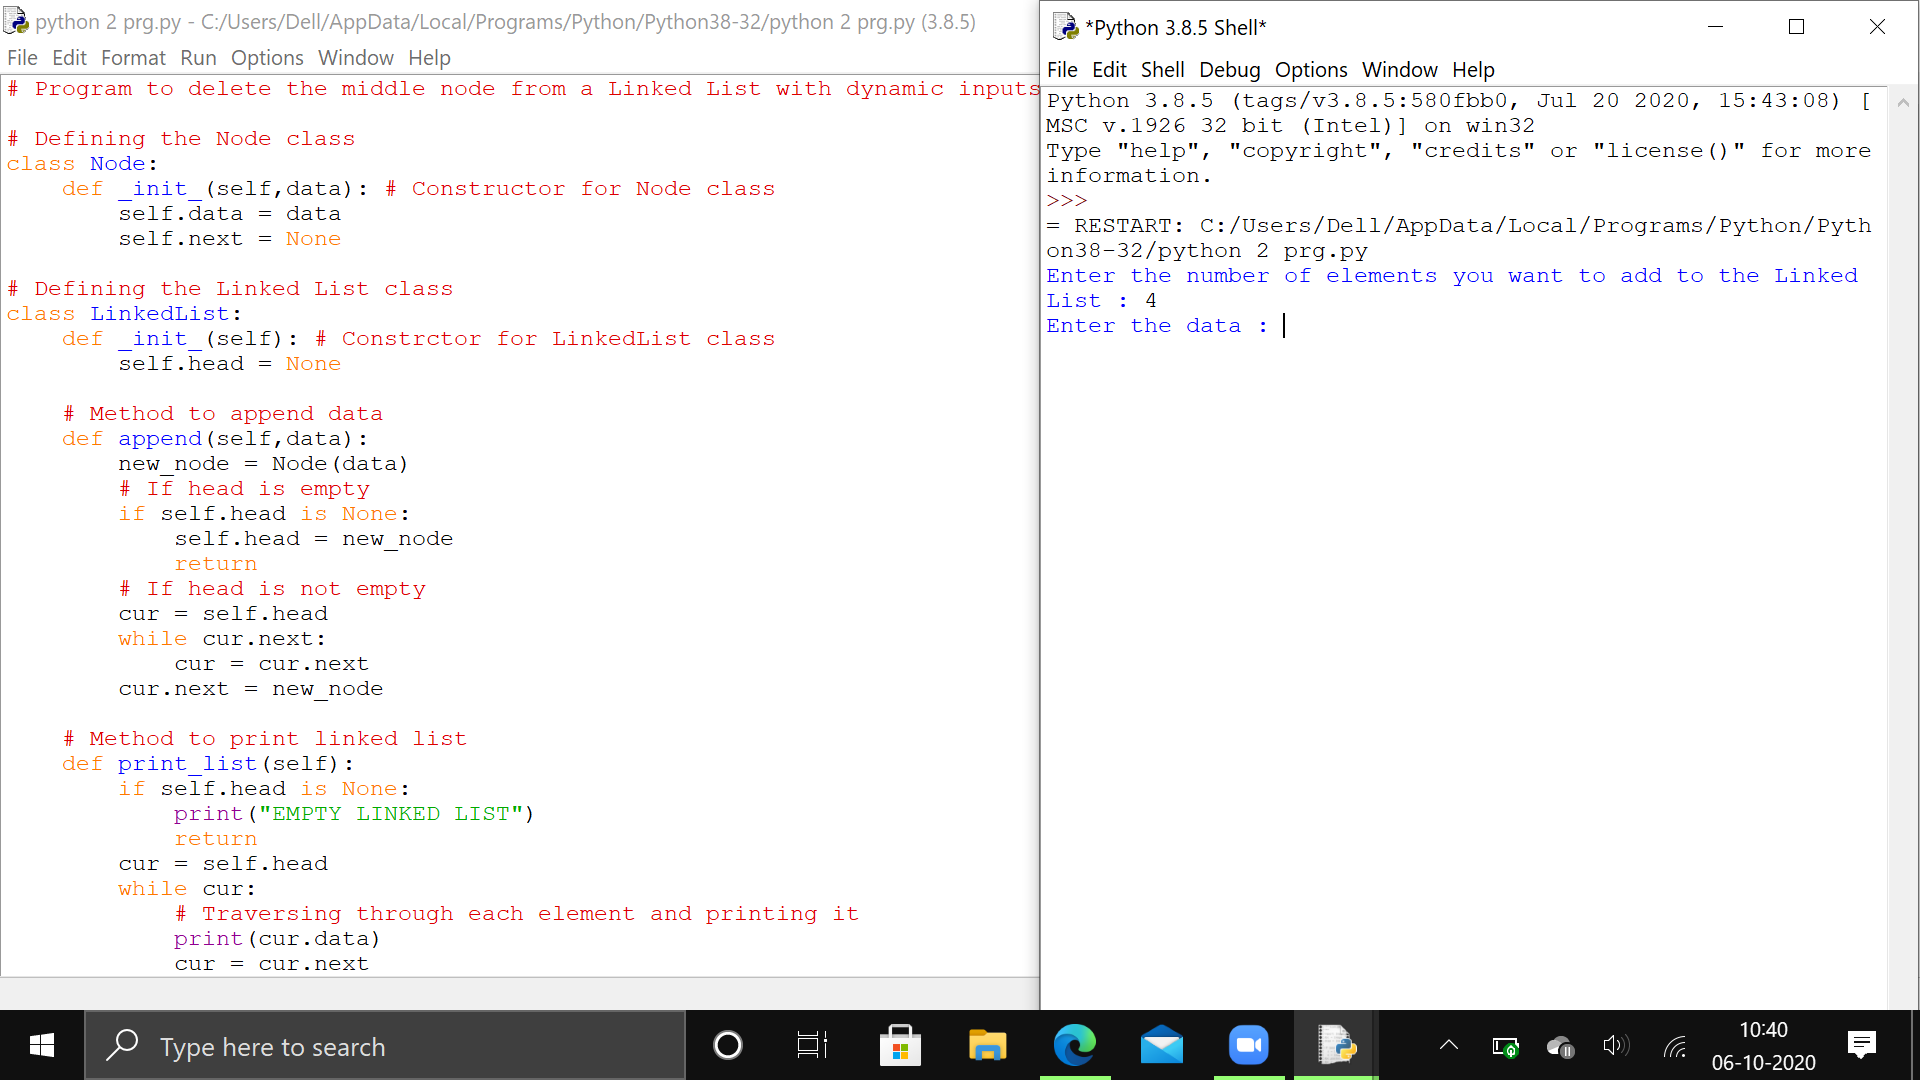 python 2 prg.py - C:/Users/Dell/AppData/Local/Programs/Python/Python38-32/python 2 prg.py (3.8.5)
File Edit Format Run Options Window Help
# Program to delete the middle node from a Linked List with dynamic inputs

# Defining the Node class
class Node:
    def _init_(self,data): # Constructor for Node class
        self.data = data
        self.next = None

# Defining the Linked List class
class LinkedList:
    def _init_(self): # Constrctor for LinkedList class
        self.head = None

    # Method to append data
    def append(self,data):
        new_node = Node(data)
        # If head is empty
        if self.head is None:
            self.head = new_node
            return
        # If head is not empty
        cur = self.head
        while cur.next:
            cur = cur.next
        cur.next = new_node

    # Method to print linked list
    def print_list(self):
        if self.head is None:
            print("EMPTY LINKED LIST")
            return
        cur = self.head
        while cur:
            # Traversing through each element and printing it
            print(cur.data)
            cur = cur.next
*Python 3.8.5 Shell*
File Edit Shell Debug Options Window Help
Python 3.8.5 (tags/v3.8.5:580fbb0, Jul 20 2020, 15:43:08) [
MSC v.1926 32 bit (Intel)] on win32
Type "help", "copyright", "credits" or "license()" for more
information.
>>>
= RESTART: C:/Users/Dell/AppData/Local/Programs/Python/Pyth
on38-32/python 2 prg.py
Enter the number of elements you want to add to the Linked
List : 4
Enter the data :
Type here to search
10:40
06-10-2020